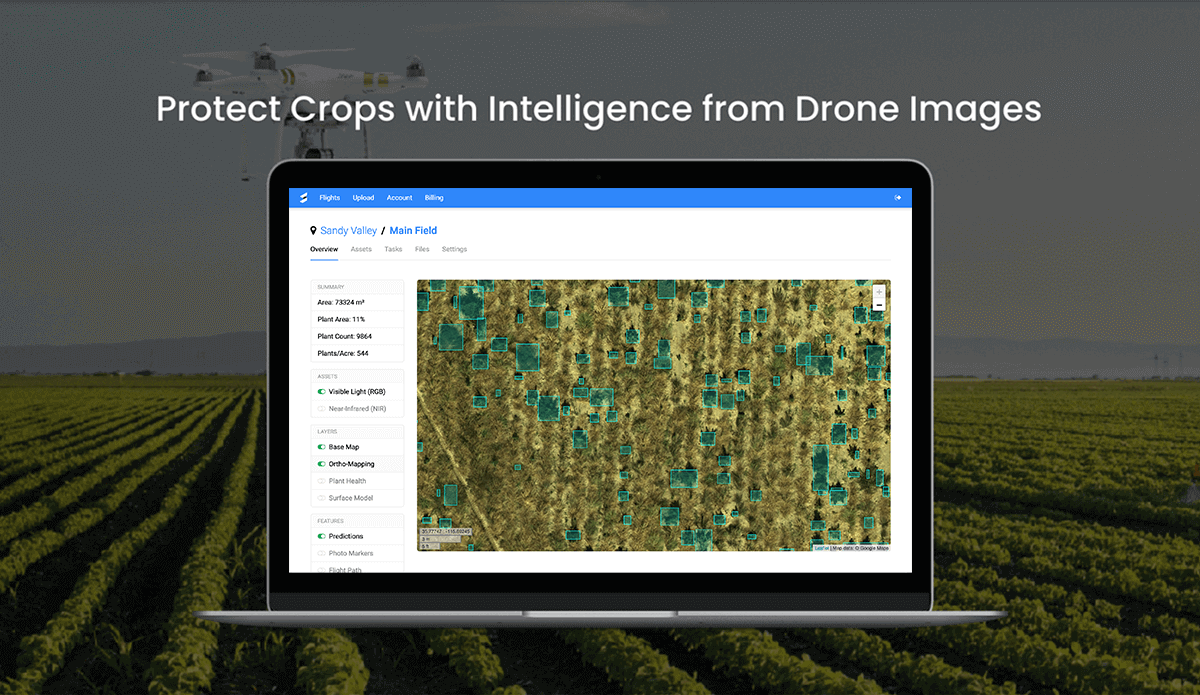 Protect Crops with Intelligence from Drone Images
Flights Upload Account Billing
Sandy Valley / Main Field
Overview Assets Tasks Files Settings
SUMMARY
Area: 73324 m²
Plant Area: 11%
Plant Count: 9864
Plants/Acre: 544
ASSETS
Visible Light (RGB)
Near-Infrared (NIR)
LAYERS
Base Map
Ortho-Mapping
Plant Health
Surface Model
FEATURES
Predictions
Photo Markers
Flight Path
+
−
3 m
Leaflet | Map data: © Google Maps